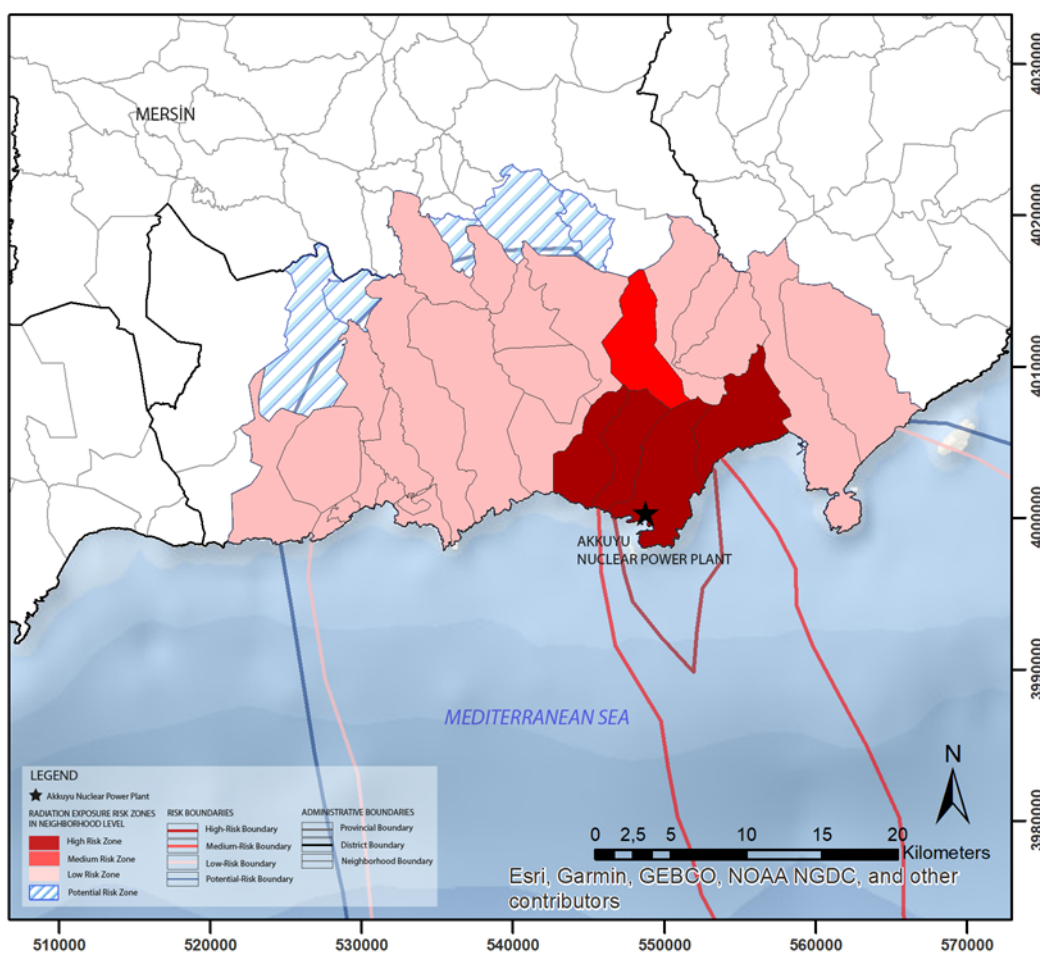 MERSİN
4030000
4020000
4010000
4000000
3990000
3980000
AKKUYU
NUCLEAR POWER PLANT
MEDITERRANEAN SEA
LEGEND
Akkuyu Nuclear Power Plant
RADIATION EXPOSURE RISK ZONES
IN NEIGHBORHOOD LEVEL
High Risk Zone
Medium Risk Zone
Low Risk Zone
Potential Risk Zone
RISK BOUNDARIES
High-Risk Boundary
Medium-Risk Boundary
Low-Risk Boundary
Potential-Risk Boundary
ADMINISTRATIVE BOUNDARIES
Provincial Boundary
District Boundary
Neighborhood Boundary
N
0 2,5 5 10 15 20
Kilometers
Esri, Garmin, GEBCO, NOAA NGDC, and other
contributors
510000 520000 530000 540000 550000 560000 570000